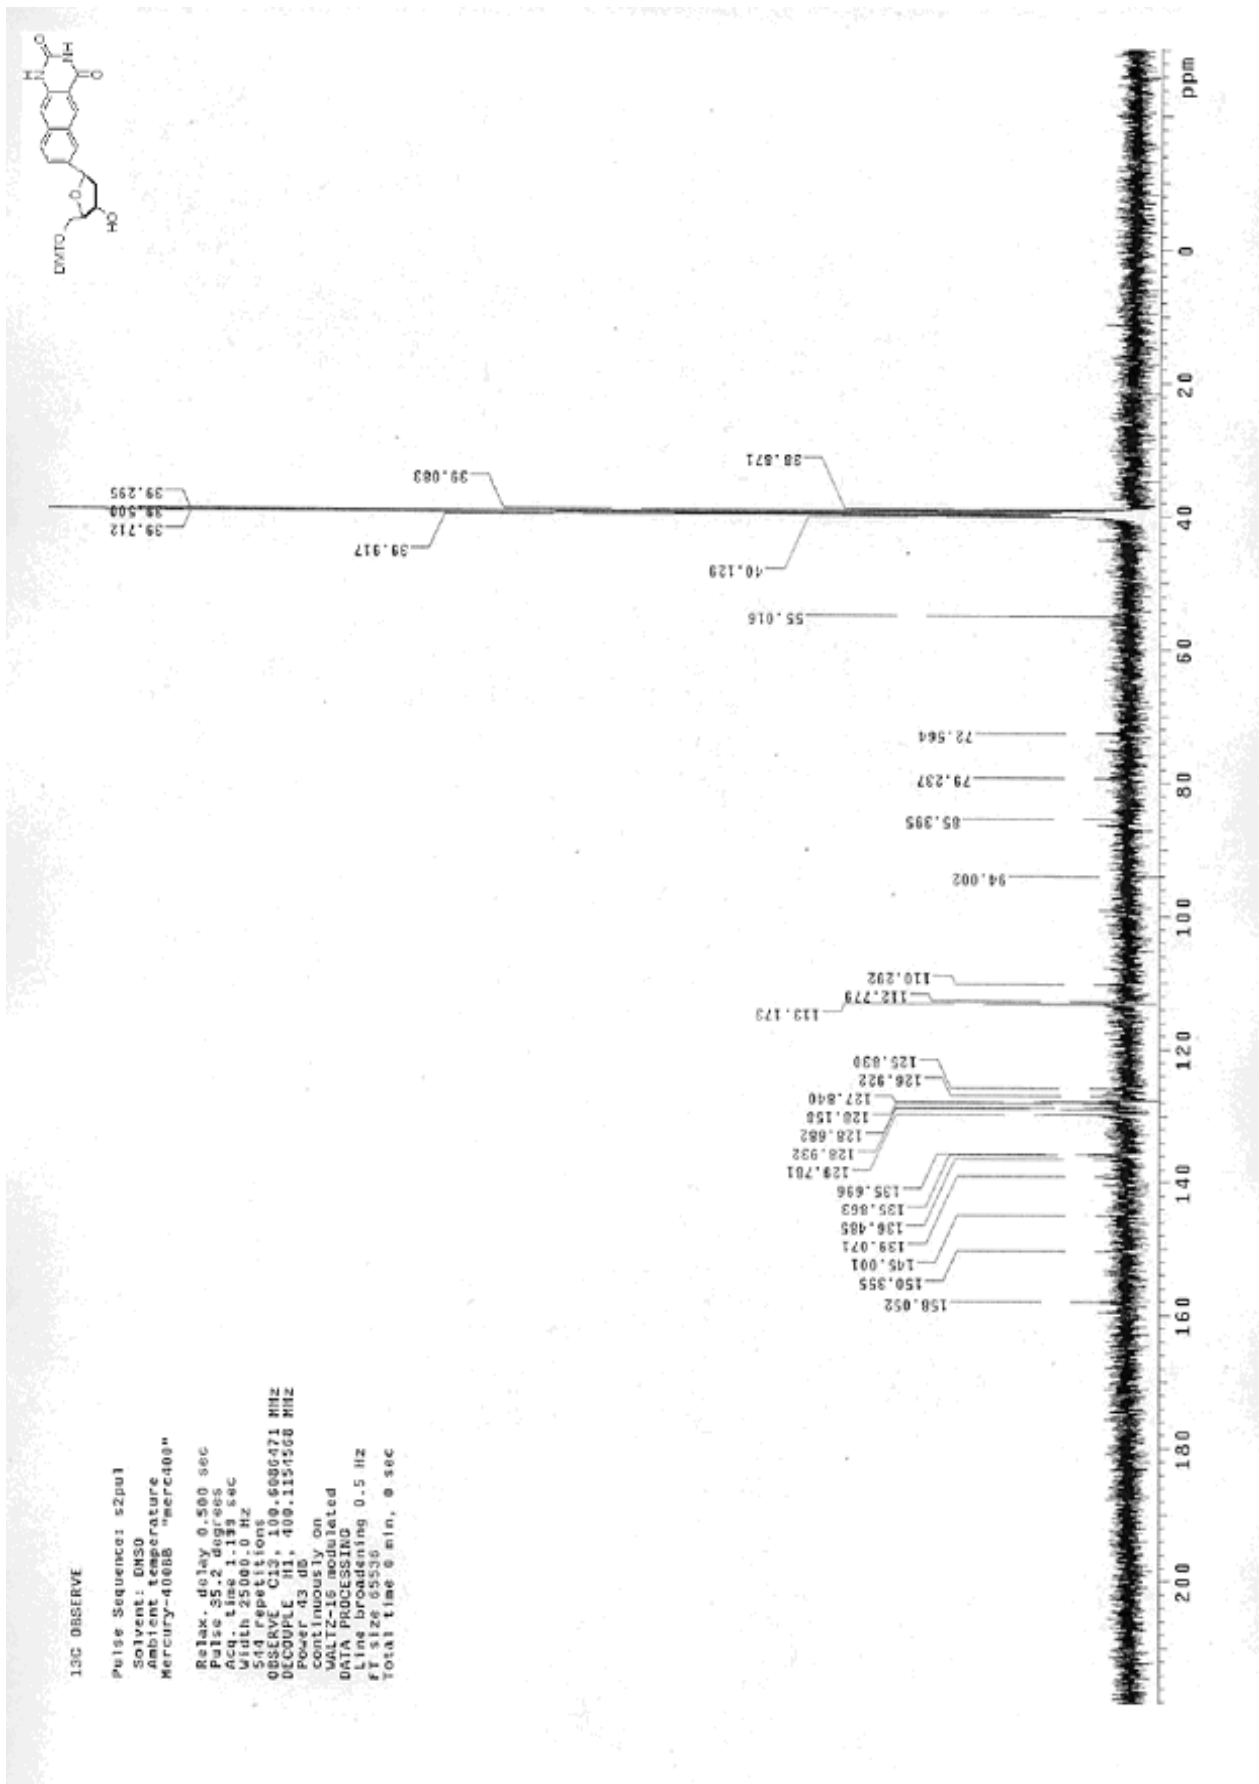 13C OBSERVE
Pulse Sequence: s2pul
Solvent: DMSO
Ambient temperature
Mercury-400BB "merc400"
Relax. delay 0.500 sec
Pulse 35.2 degrees
Acq. time 1.199 sec
Width 25000.0 Hz
544 repetitions
OBSERVE C13, 100.6086471 MHz
DECOUPLE H1, 400.1154568 MHz
Power 43 dB
continuously on
WALTZ-16 modulated
DATA PROCESSING
Line broadening 0.5 Hz
FT size 65536
Total time 0 min, 0 sec
158.052
150.355
145.001
139.071
136.485
135.863
135.696
129.781
128.932
128.682
128.158
127.840
126.922
125.830
113.173
112.779
110.292
94.002
85.395
79.237
72.564
55.016
40.129
39.917
39.712
39.500
39.295
39.083
38.871
DMTO
HO
O
O
NH
O
HN
200
180
160
140
120
100
80
60
40
20
0
ppm